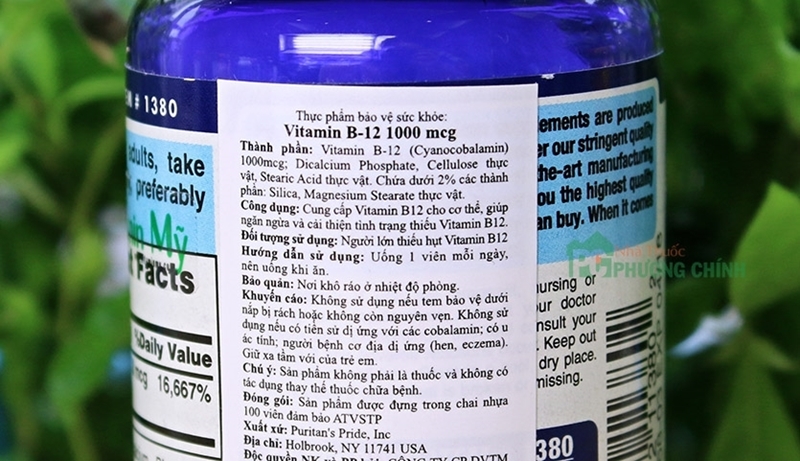 # 1380
adults, take
preferably
Mỹ
Facts
%Daily Value
mcg 16,667%
Thực phẩm bảo vệ sức khỏe:
Vitamin B-12 1000 mcg
Thành phần: Vitamin B-12 (Cyanocobalamin)
1000mcg; Dicalcium Phosphate, Cellulose thực
vật, Stearic Acid thực vật. Chứa dưới 2% các thành
phần: Silica, Magnesium Stearate thực vật.
Công dụng: Cung cấp Vitamin B12 cho cơ thể, giúp
ngăn ngừa và cải thiện tình trạng thiếu Vitamin B12.
Đối tượng sử dụng: Người lớn thiếu hụt Vitamin B12
Hướng dẫn sử dụng: Uống 1 viên mỗi ngày,
nên uống khi ăn.
Bảo quản: Nơi khô ráo ở nhiệt độ phòng.
Khuyến cáo: Không sử dụng nếu tem bảo vệ dưới
nắp bị rách hoặc không còn nguyên vẹn. Không sử
dụng nếu có tiền sử dị ứng với các cobalamin; có u
ác tính; người bệnh cơ địa dị ứng (hen, eczema).
Giữ xa tầm với của trẻ em.
Chú ý: Sản phẩm không phải là thuốc và không có
tác dụng thay thế thuốc chữa bệnh.
Đóng gói: Sản phẩm được đựng trong chai nhựa
100 viên đảm bảo ATVSTP
Xuất xứ: Puritan's Pride, Inc
Địa chỉ: Holbrook, NY 11741 USA
are produced
our stringent quality
manufacturing
you the highest quality
can buy. When it comes
Nhà thuốc
PHƯƠNG CHÍNH
nursing or
your doctor
consult your
Keep out
dry place.
missing.
380